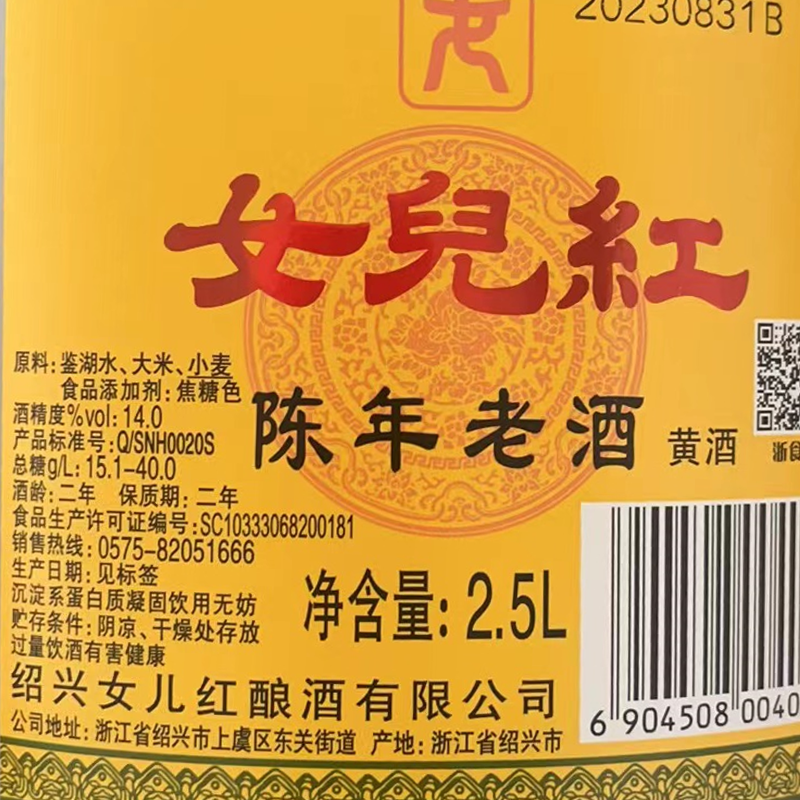 20230831B
女兒紅
原料:鉴湖水、大米、小麦
食品添加剂:焦糖色
酒精度%vol:14.0
产品标准号:Q/SNH0020S
总糖g/L:15.1-40.0
酒龄:二年 保质期:二年
食品生产许可证编号:SC10333068200181
销售热线:0575-82051666
生产日期:见标签
沉淀系蛋白质凝固饮用无妨
贮存条件:阴凉、干燥处存放
过量饮酒有害健康
陈年老酒 黄酒
浙食
净含量:2.5L
绍兴女儿红酿酒有限公司
公司地址:浙江省绍兴市上虞区东关街道 产地:浙江省绍兴市
6 904508 0040